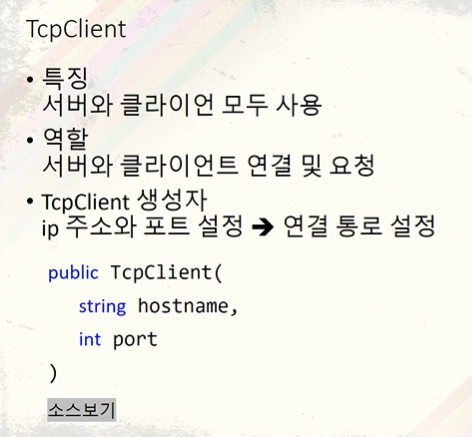 TcpClient
• 특징
서버와 클라이언 모두 사용
• 역할
서버와 클라이언트 연결 및 요청
• TcpClient 생성자
ip 주소와 포트 설정 ➔ 연결 통로 설정
public TcpClient(
string hostname,
int port
)
소스보기